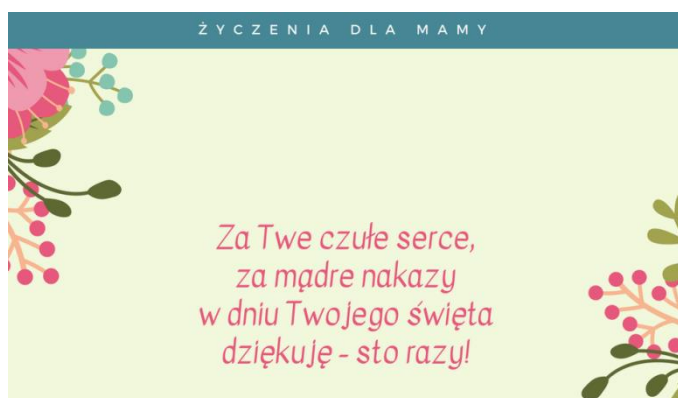 ŻYCZENIA DLA MAMY
Za Twe czułe serce,
za mądre nakazy
w dniu Twojego święta
dziękuję - sto razy!